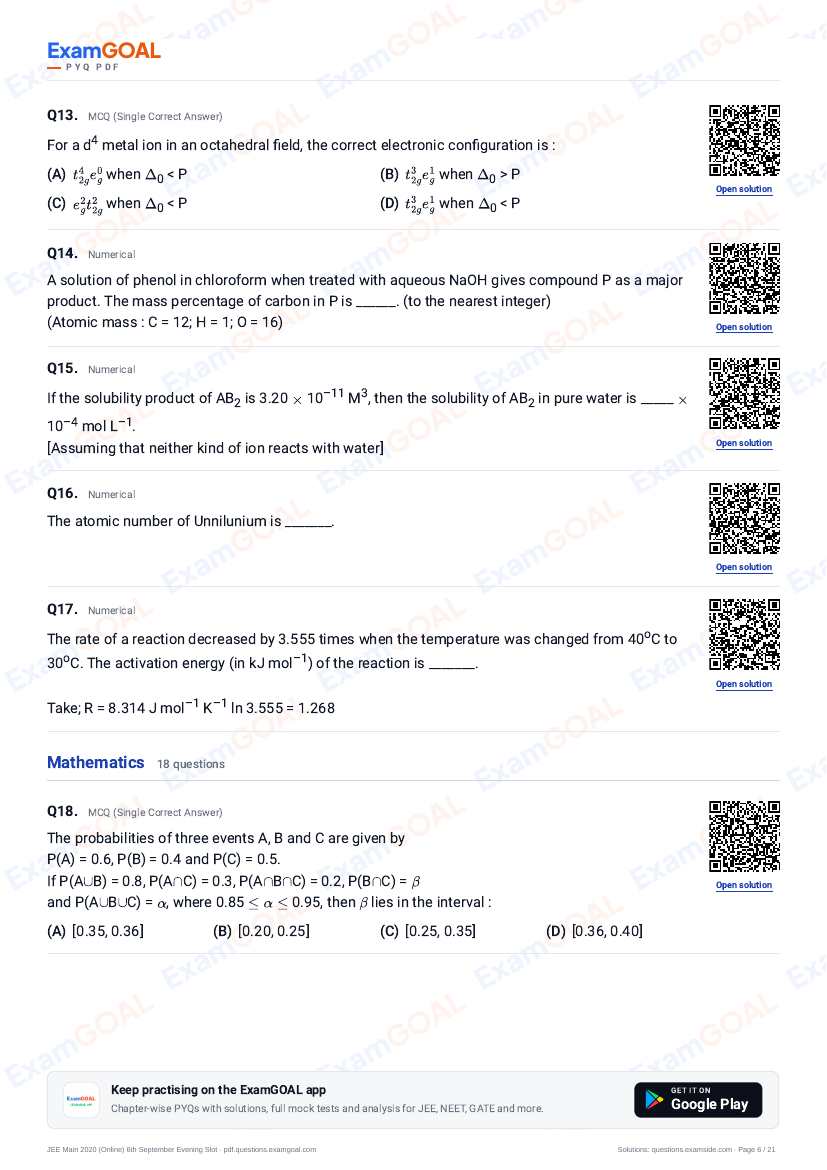 ExamGOAL
PYQ PDF
Q13. MCQ (Single Correct Answer)
For a d⁴ metal ion in an octahedral field, the correct electronic configuration is :
(A) t₂g⁴eg⁰ when Δ₀ < P (B) t₂g³eg¹ when Δ₀ > P
(C) eg²t₂g² when Δ₀ < P (D) t₂g³eg¹ when Δ₀ < P
Open solution
Q14. Numerical
A solution of phenol in chloroform when treated with aqueous NaOH gives compound P as a major
product. The mass percentage of carbon in P is ______. (to the nearest integer)
(Atomic mass : C = 12; H = 1; O = 16)
Open solution
Q15. Numerical
If the solubility product of AB₂ is 3.20 × 10⁻¹¹ M³, then the solubility of AB₂ in pure water is _____ ×
10⁻⁴ mol L⁻¹.
[Assuming that neither kind of ion reacts with water]
Open solution
Q16. Numerical
The atomic number of Unnilunium is _______.
Open solution
Q17. Numerical
The rate of a reaction decreased by 3.555 times when the temperature was changed from 40ᵒC to
30ᵒC. The activation energy (in kJ mol⁻¹) of the reaction is _______.
Take; R = 8.314 J mol⁻¹ K⁻¹ ln 3.555 = 1.268
Open solution
Mathematics 18 questions
Q18. MCQ (Single Correct Answer)
The probabilities of three events A, B and C are given by
P(A) = 0.6, P(B) = 0.4 and P(C) = 0.5.
If P(A∪B) = 0.8, P(A∩C) = 0.3, P(A∩B∩C) = 0.2, P(B∩C) = β
and P(A∪B∪C) = α, where 0.85 ≤ α ≤ 0.95, then β lies in the interval :
(A) [0.35, 0.36] (B) [0.20, 0.25] (C) [0.25, 0.35] (D) [0.36, 0.40]
Open solution
Keep practising on the ExamGOAL app
Chapter-wise PYQs with solutions, full mock tests and analysis for JEE, NEET, GATE and more.
ExamGOAL
GET IT ON
Google Play
JEE Main 2020 (Online) 6th September Evening Slot · pdf.questions.examgoal.com Solutions: questions.examside.com · Page 6 / 21